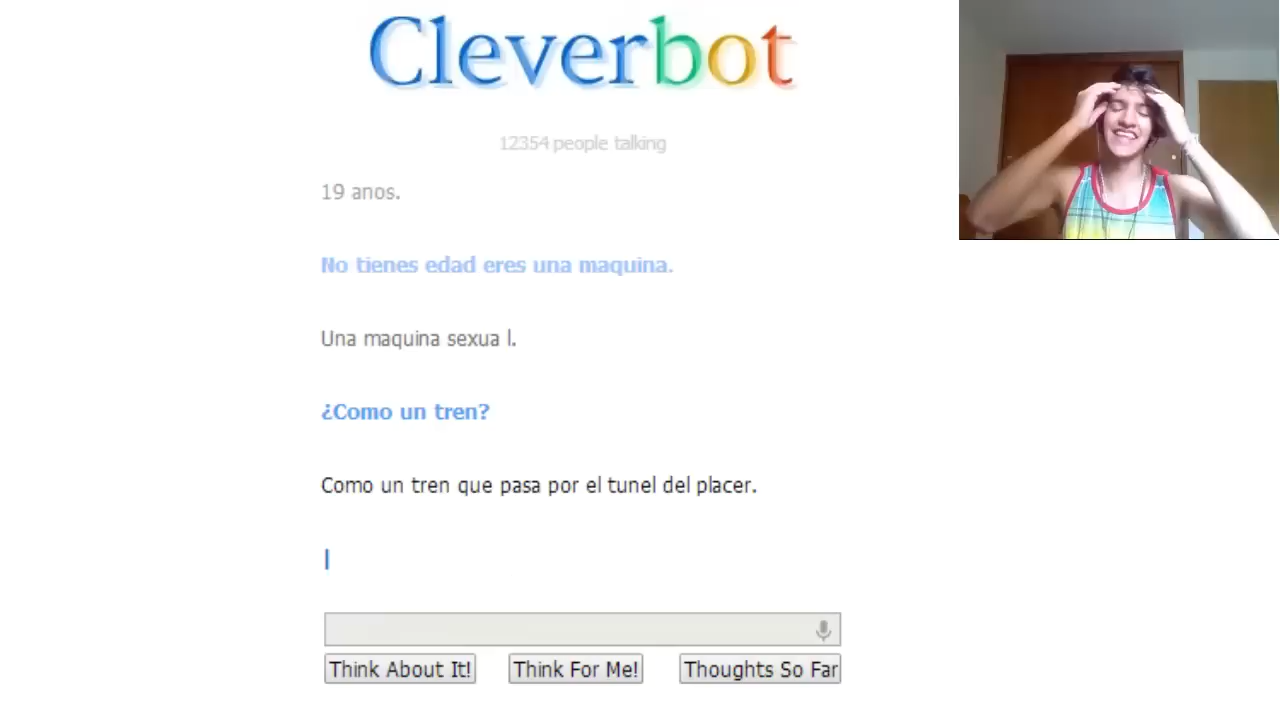 Cleverbot
12354 people talking
19 anos.
No tienes edad eres una maquina.
Una maquina sexua l.
¿Como un tren?
Como un tren que pasa por el tunel del placer.
Think About It! Think For Me! Thoughts So Far